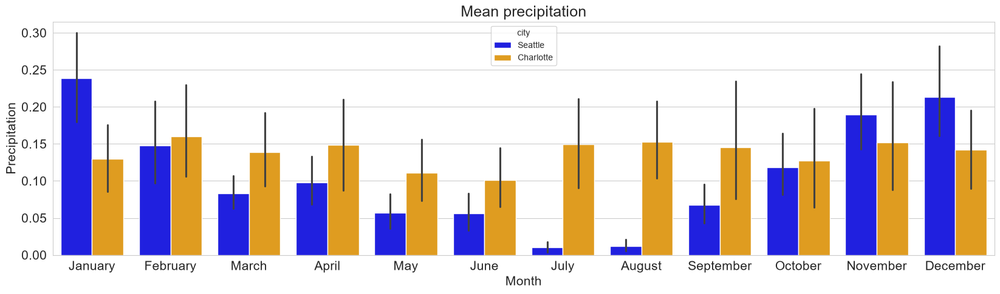 Mean precipitation
city
Seattle
Charlotte
Precipitation
0.30
0.25
0.20
0.15
0.10
0.05
0.00
January February March April May June July August September October November December
Month